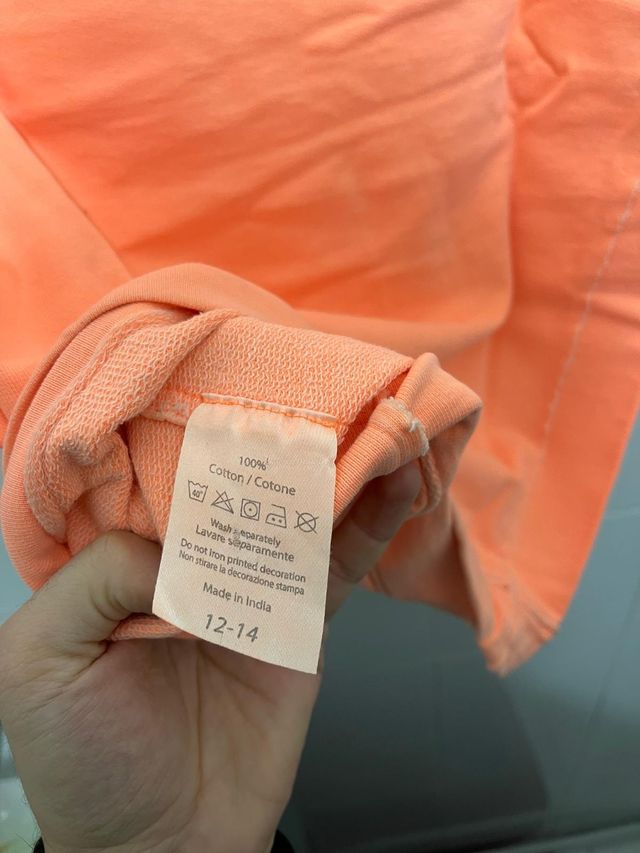 100%
Cotton / Cotone
40°
Wash separately
Lavare separatamente
Do not Iron printed decoration
Non stirare la decorazione stampa
Made in India
12-14